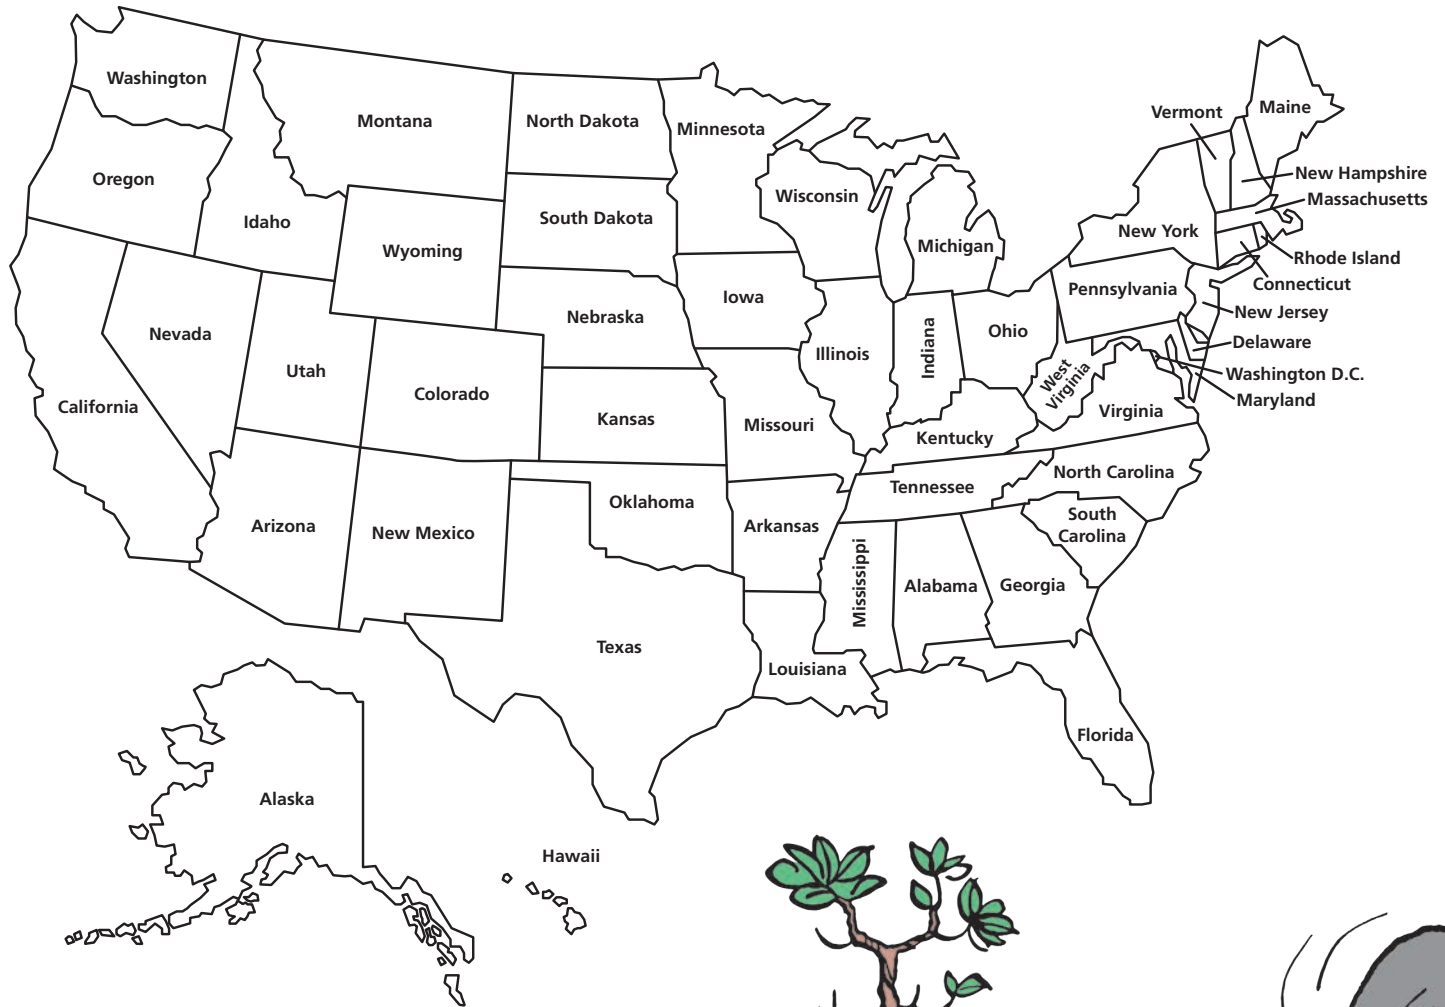 Washington
Montana
North Dakota
Minnesota
Vermont
Maine
Oregon
Idaho
Wyoming
South Dakota
Wisconsin
Michigan
New York
New Hampshire
Massachusetts
Rhode Island
Connecticut
New Jersey
Delaware
Washington D.C.
Maryland
Nevada
Utah
Colorado
Nebraska
Iowa
Illinois
Indiana
Ohio
Pennsylvania
California
Kansas
Missouri
Kentucky
West
Virginia
Virginia
Arizona
New Mexico
Oklahoma
Arkansas
Tennessee
North Carolina
South
Carolina
Texas
Louisiana
Mississippi
Alabama
Georgia
Florida
Alaska
Hawaii